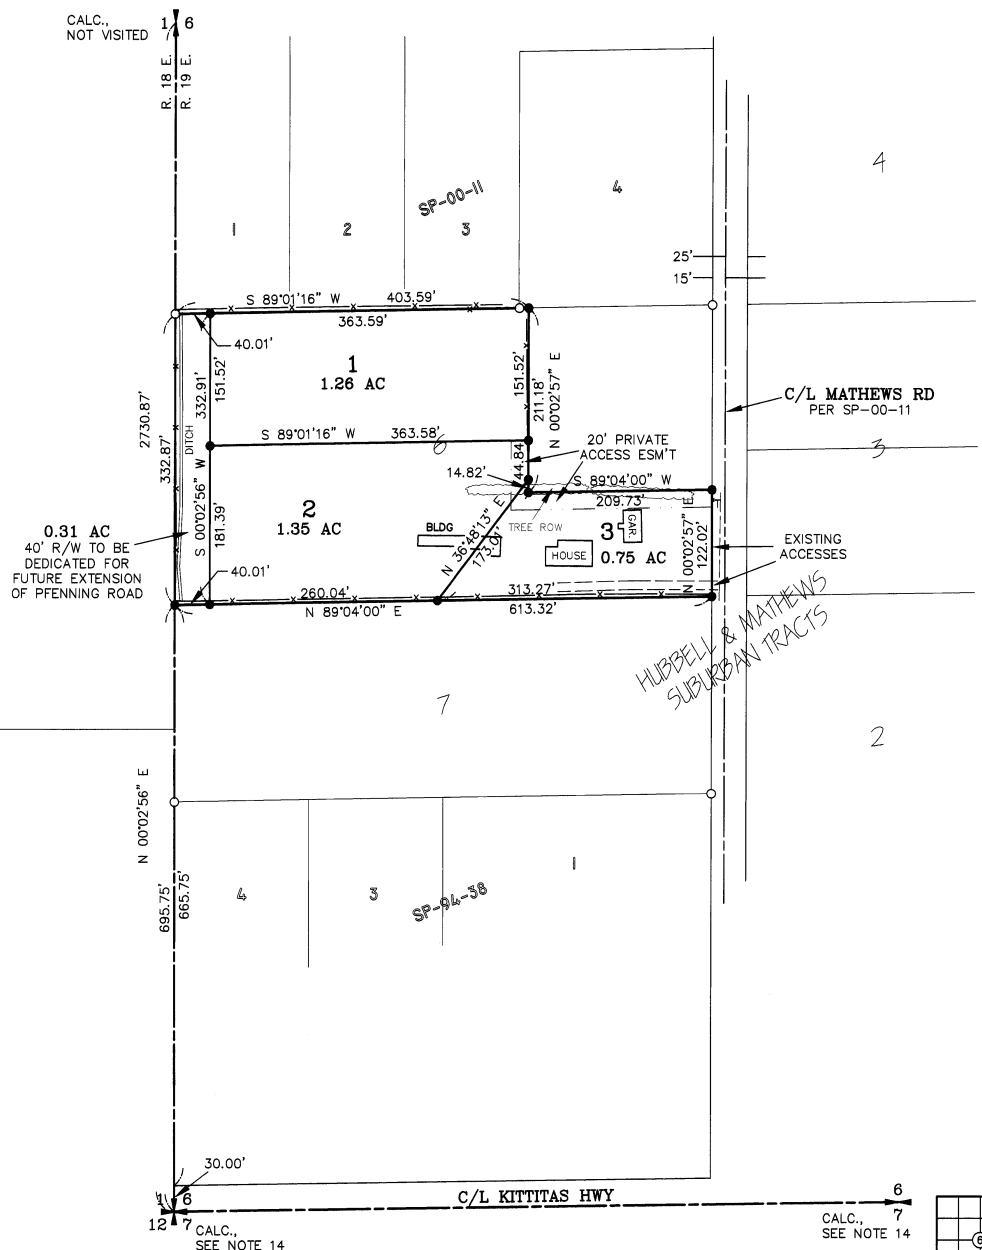 CALC.,
NOT VISITED
1 6
R. 18 E.
R. 19 E.
SP-00-11
1
2
3
4
4
25'
15'
S 89°01'16" W 403.59'
363.59'
40.01'
1
1.26 AC
151.52'
332.91'
S 00°02'56" W
181.39'
DITCH
2730.87'
332.87'
151.52'
211.18'
N 00°02'57" E
C/L MATHEWS RD
PER SP-00-11
3
S 89°01'16" W 363.58'
6
20' PRIVATE
ACCESS ESM'T
44.84
14.82'
S 89°04'00" W
209.73'
2
1.35 AC
BLDG
N 36°48'13" E
173.01'
TREE ROW
3
GAR.
HOUSE
0.75 AC
N 00°02'57" E
122.02'
EXISTING
ACCESSES
0.31 AC
40' R/W TO BE
DEDICATED FOR
FUTURE EXTENSION
OF PFENNING ROAD
40.01'
260.04'
313.27'
N 89°04'00" E
613.32'
HUBBELL & MATHEWS
SUBURBAN TRACTS
7
2
N 00°02'56" E
695.75'
665.75'
4
3
1
SP-94-38
30.00'
1 6
12 7
CALC.,
SEE NOTE 14
C/L KITTITAS HWY
6
7
CALC.,
SEE NOTE 14
6